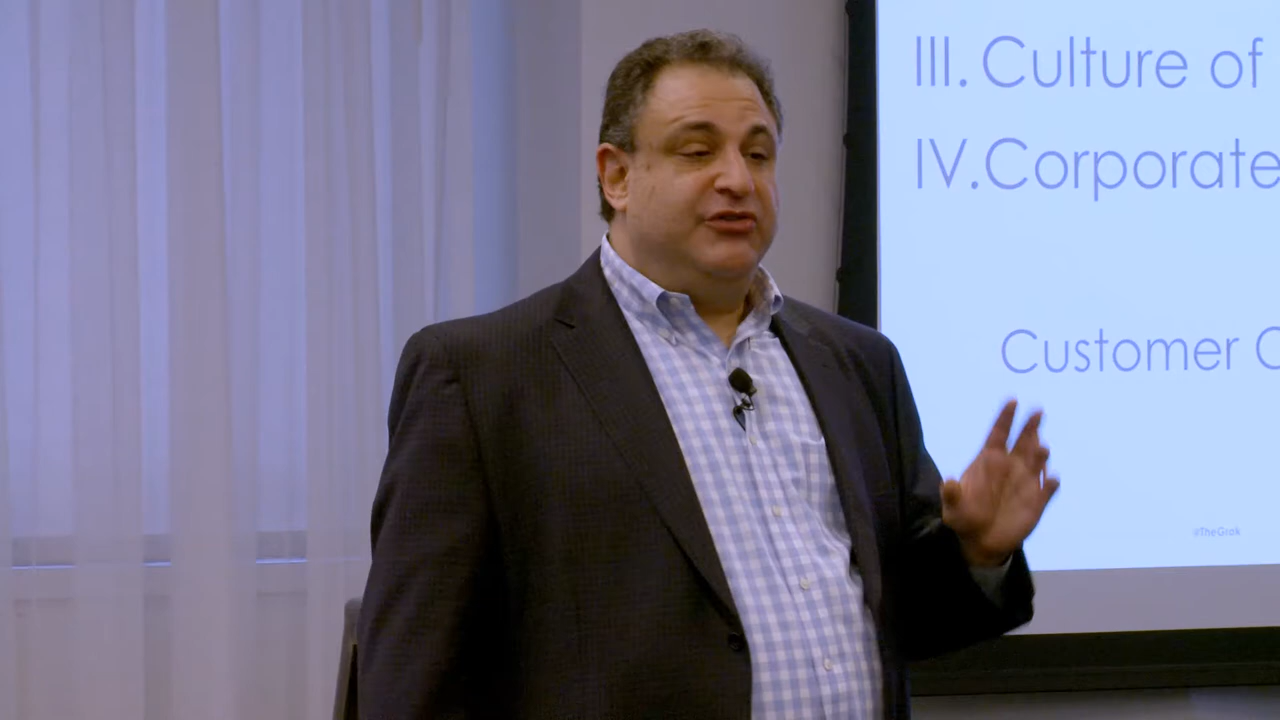 III. Culture of
IV. Corporate
Customer
@TheGrok